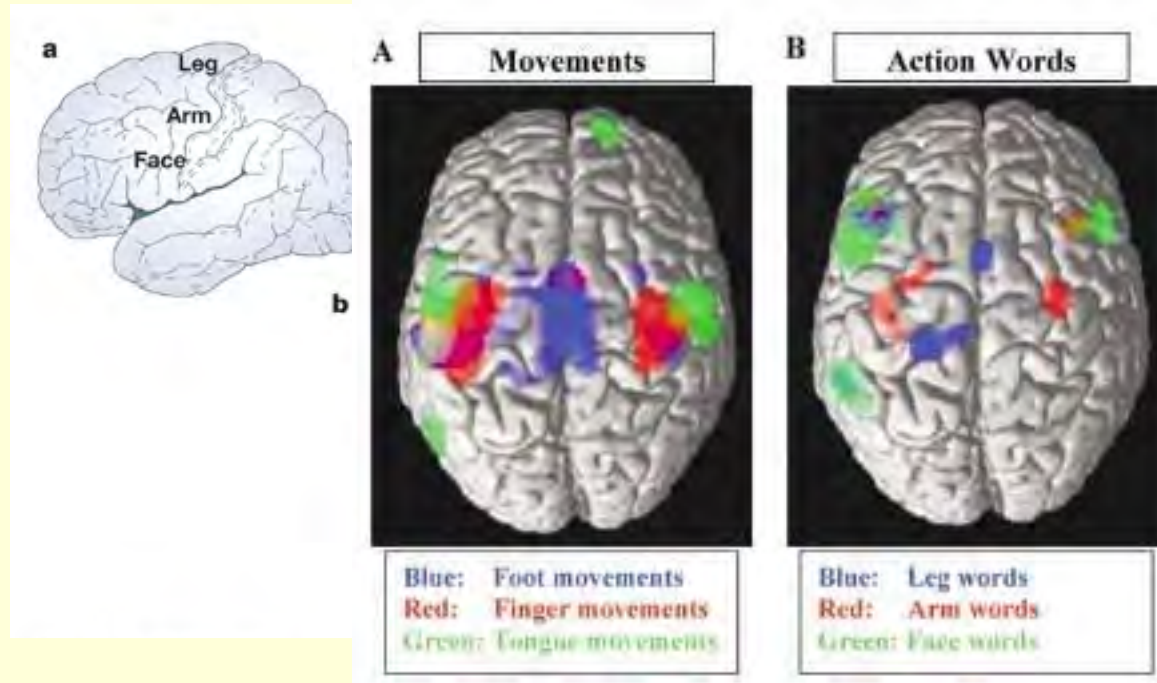 a
Leg
Arm
Face
b
A
Movements
Blue: Foot movements
Red: Finger movements
Green: Tongue movements
B
Action Words
Blue: Leg words
Red: Arm words
Green: Face words